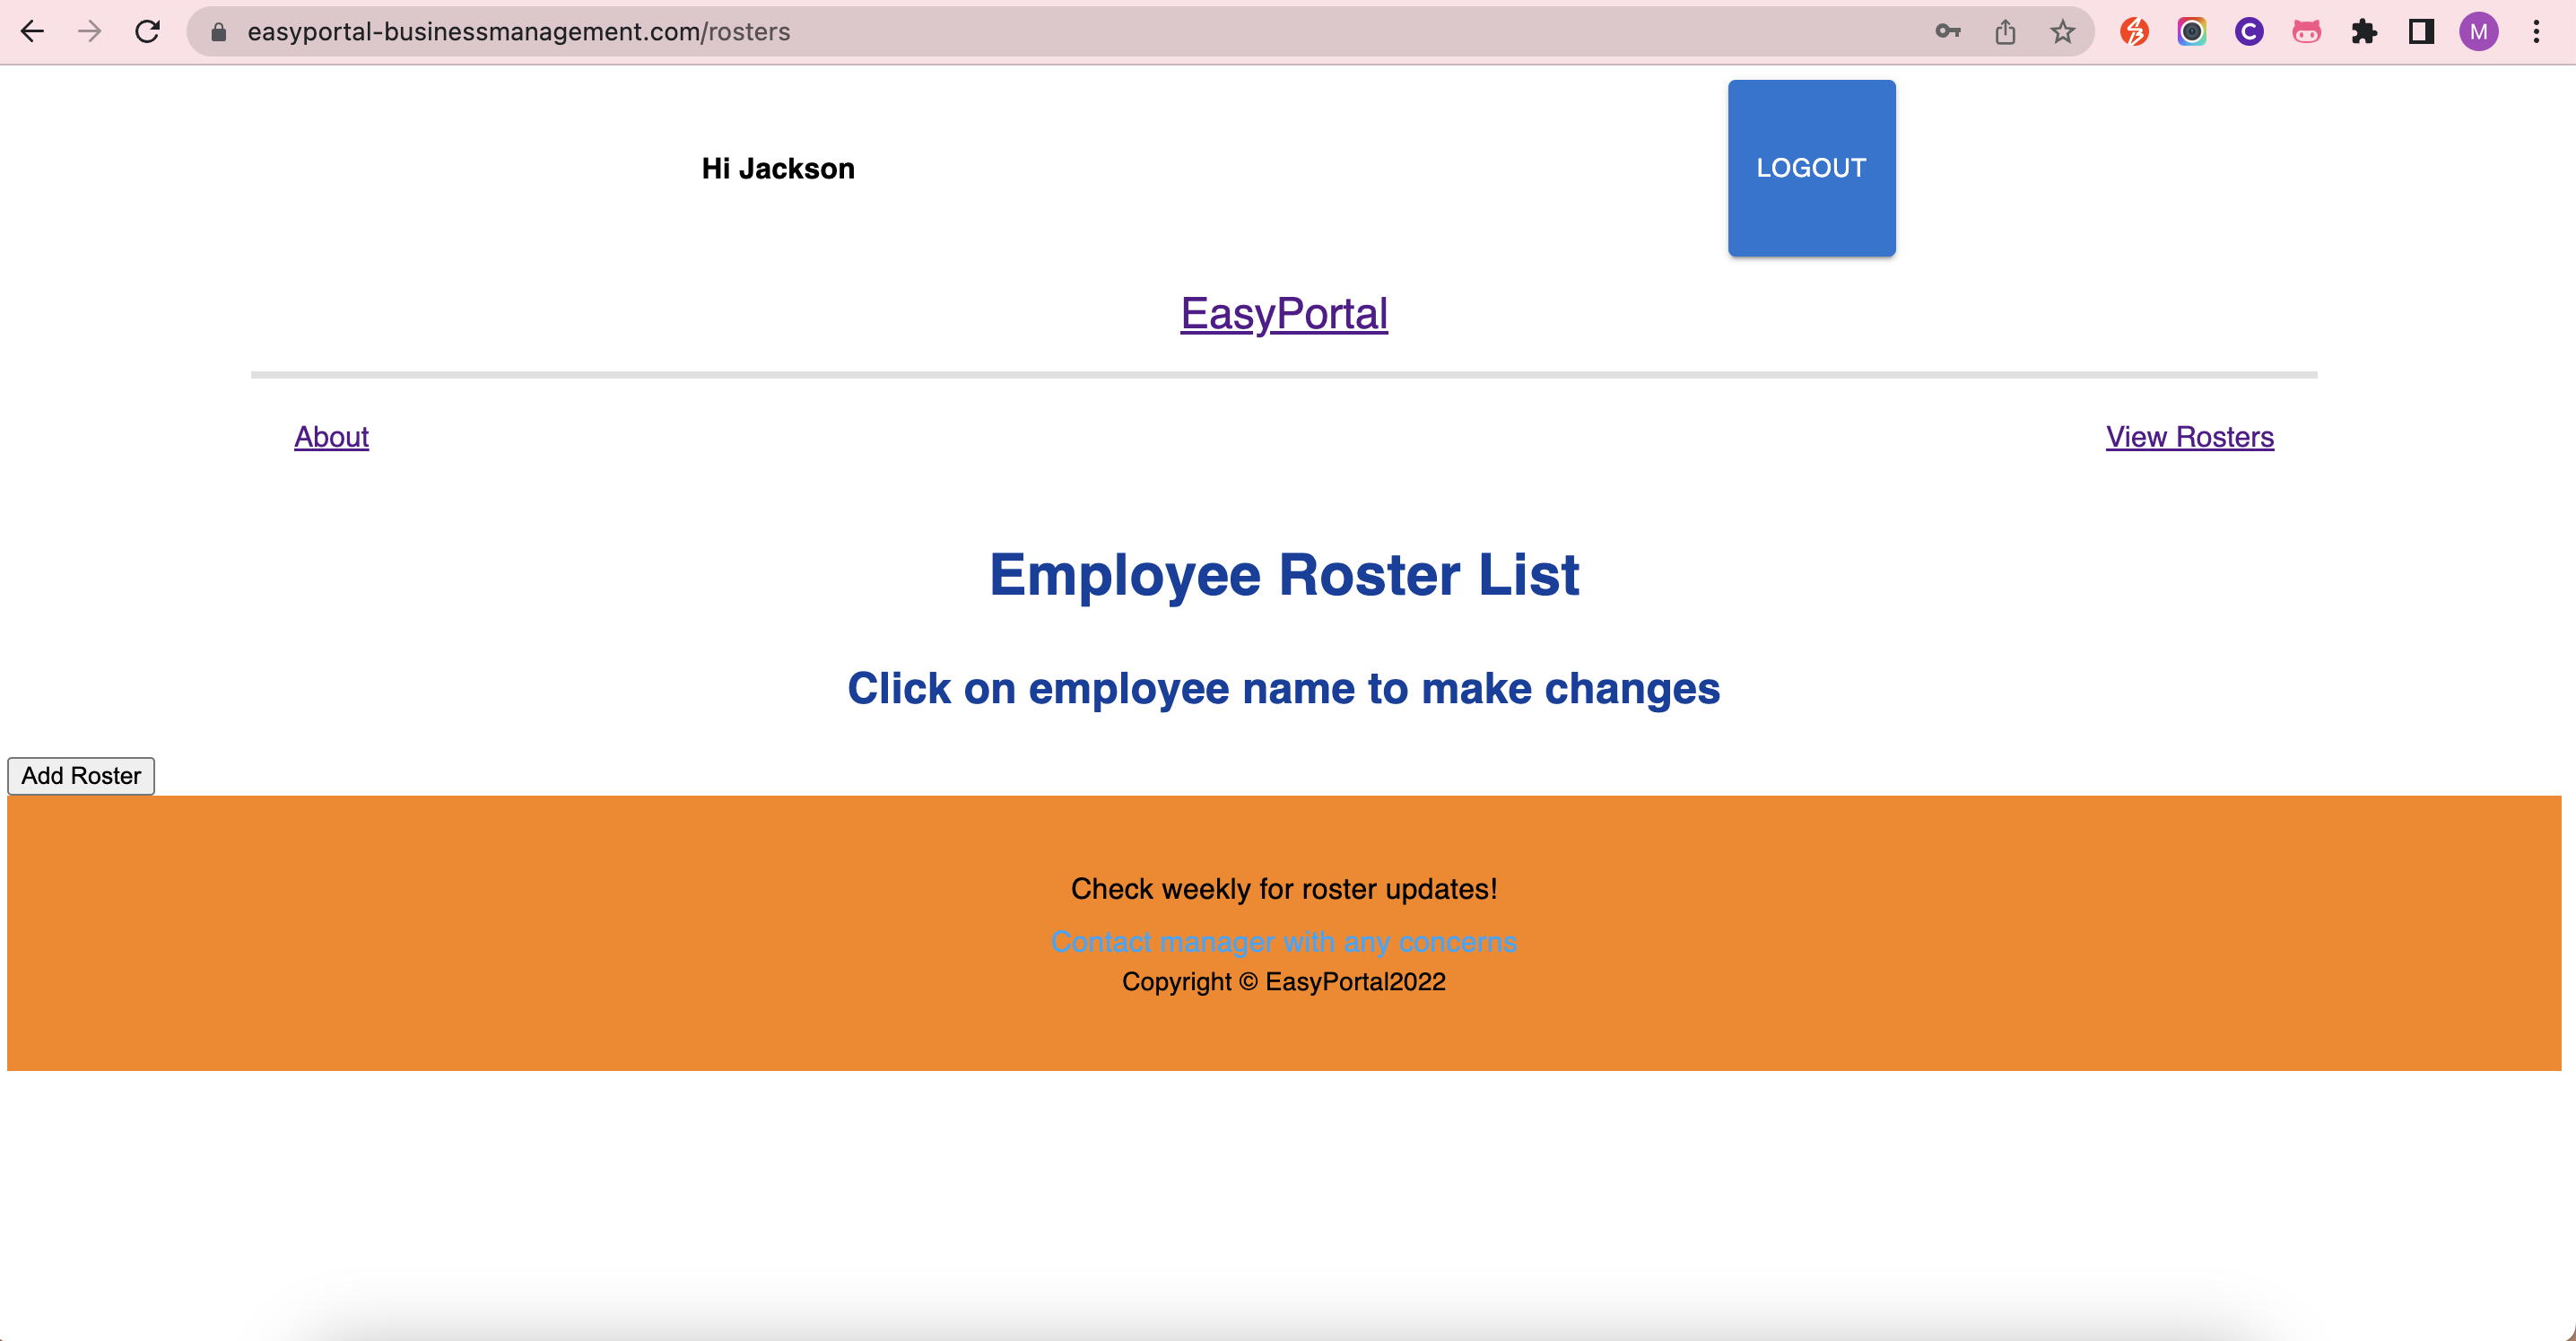 easyportal-businessmanagement.com/rosters
M
Hi Jackson
LOGOUT
EasyPortal
About
View Rosters
Employee Roster List
Click on employee name to make changes
Add Roster
Check weekly for roster updates!
Contact manager with any concerns
Copyright © EasyPortal2022